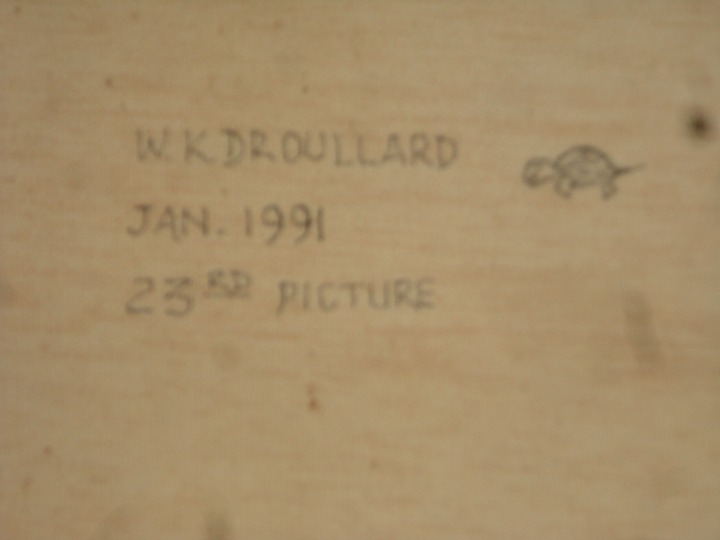 W.K DROULLARD
JAN. 1991
23RD PICTURE